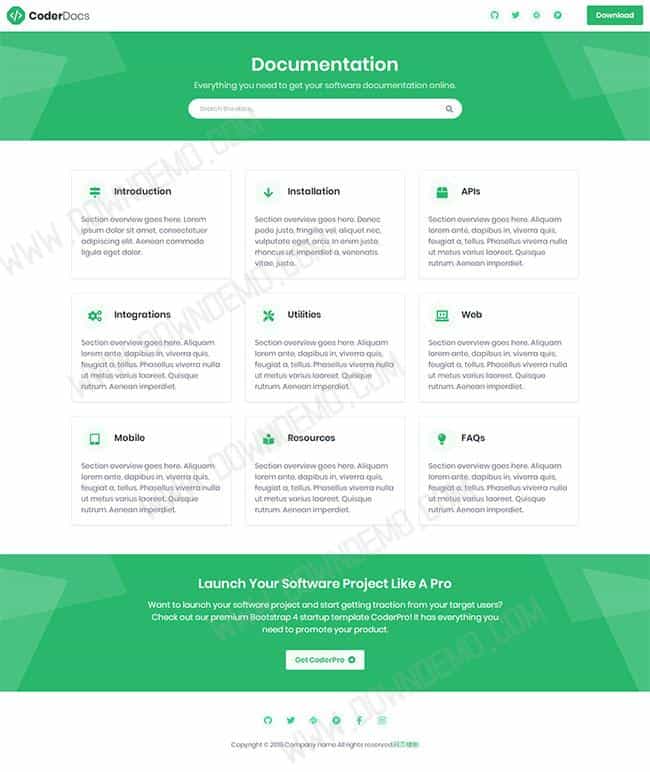 CoderDocs
Download
Documentation
Everything you need to get your software documentation online.
Search the docs...
Introduction
Section overview goes here. Lorem
ipsum dolor sit amet, consectetuer
adipiscing elit. Aenean commodo
ligula eget dolor.
Installation
Section overview goes here. Donec
pede justo, fringilla vel, aliquet nec,
vulputate eget, arcu. In enim justo,
rhoncus ut, imperdiet a, venenatis
vitae, justo.
APIs
Section overview goes here. Aliquam
lorem ante, dapibus in, viverra quis,
feugiat a, tellus. Phasellus viverra nulla
ut metus varius laoreet. Quisque
rutrum. Aenean imperdiet.
Integrations
Section overview goes here. Aliquam
lorem ante, dapibus in, viverra quis,
feugiat a, tellus. Phasellus viverra nulla
ut metus varius laoreet. Quisque
rutrum. Aenean imperdiet.
Utilities
Section overview goes here. Aliquam
lorem ante, dapibus in, viverra quis,
feugiat a, tellus. Phasellus viverra nulla
ut metus varius laoreet. Quisque
rutrum. Aenean imperdiet.
Web
Section overview goes here. Aliquam
lorem ante, dapibus in, viverra quis,
feugiat a, tellus. Phasellus viverra nulla
ut metus varius laoreet. Quisque
rutrum. Aenean imperdiet.
Mobile
Section overview goes here. Aliquam
lorem ante, dapibus in, viverra quis,
feugiat a, tellus. Phasellus viverra nulla
ut metus varius laoreet. Quisque
rutrum. Aenean imperdiet.
Resources
Section overview goes here. Aliquam
lorem ante, dapibus in, viverra quis,
feugiat a, tellus. Phasellus viverra nulla
ut metus varius laoreet. Quisque
rutrum. Aenean imperdiet.
FAQs
Section overview goes here. Aliquam
lorem ante, dapibus in, viverra quis,
feugiat a, tellus. Phasellus viverra nulla
ut metus varius laoreet. Quisque
rutrum. Aenean imperdiet.
Launch Your Software Project Like A Pro
Want to launch your software project and start getting traction from your target users?
Check out our premium Bootstrap 4 startup template CoderPro! It has everything you
need to promote your product.
Get CoderPro
Copyright © 2018 Company name All rights reserved.
WWW.DOWNDEMO.COM
WWW.DOWNDEMO.COM
WWW.DOWNDEMO.COM
WWW.DOWNDEMO.COM
WWW.DOWNDEMO.COM